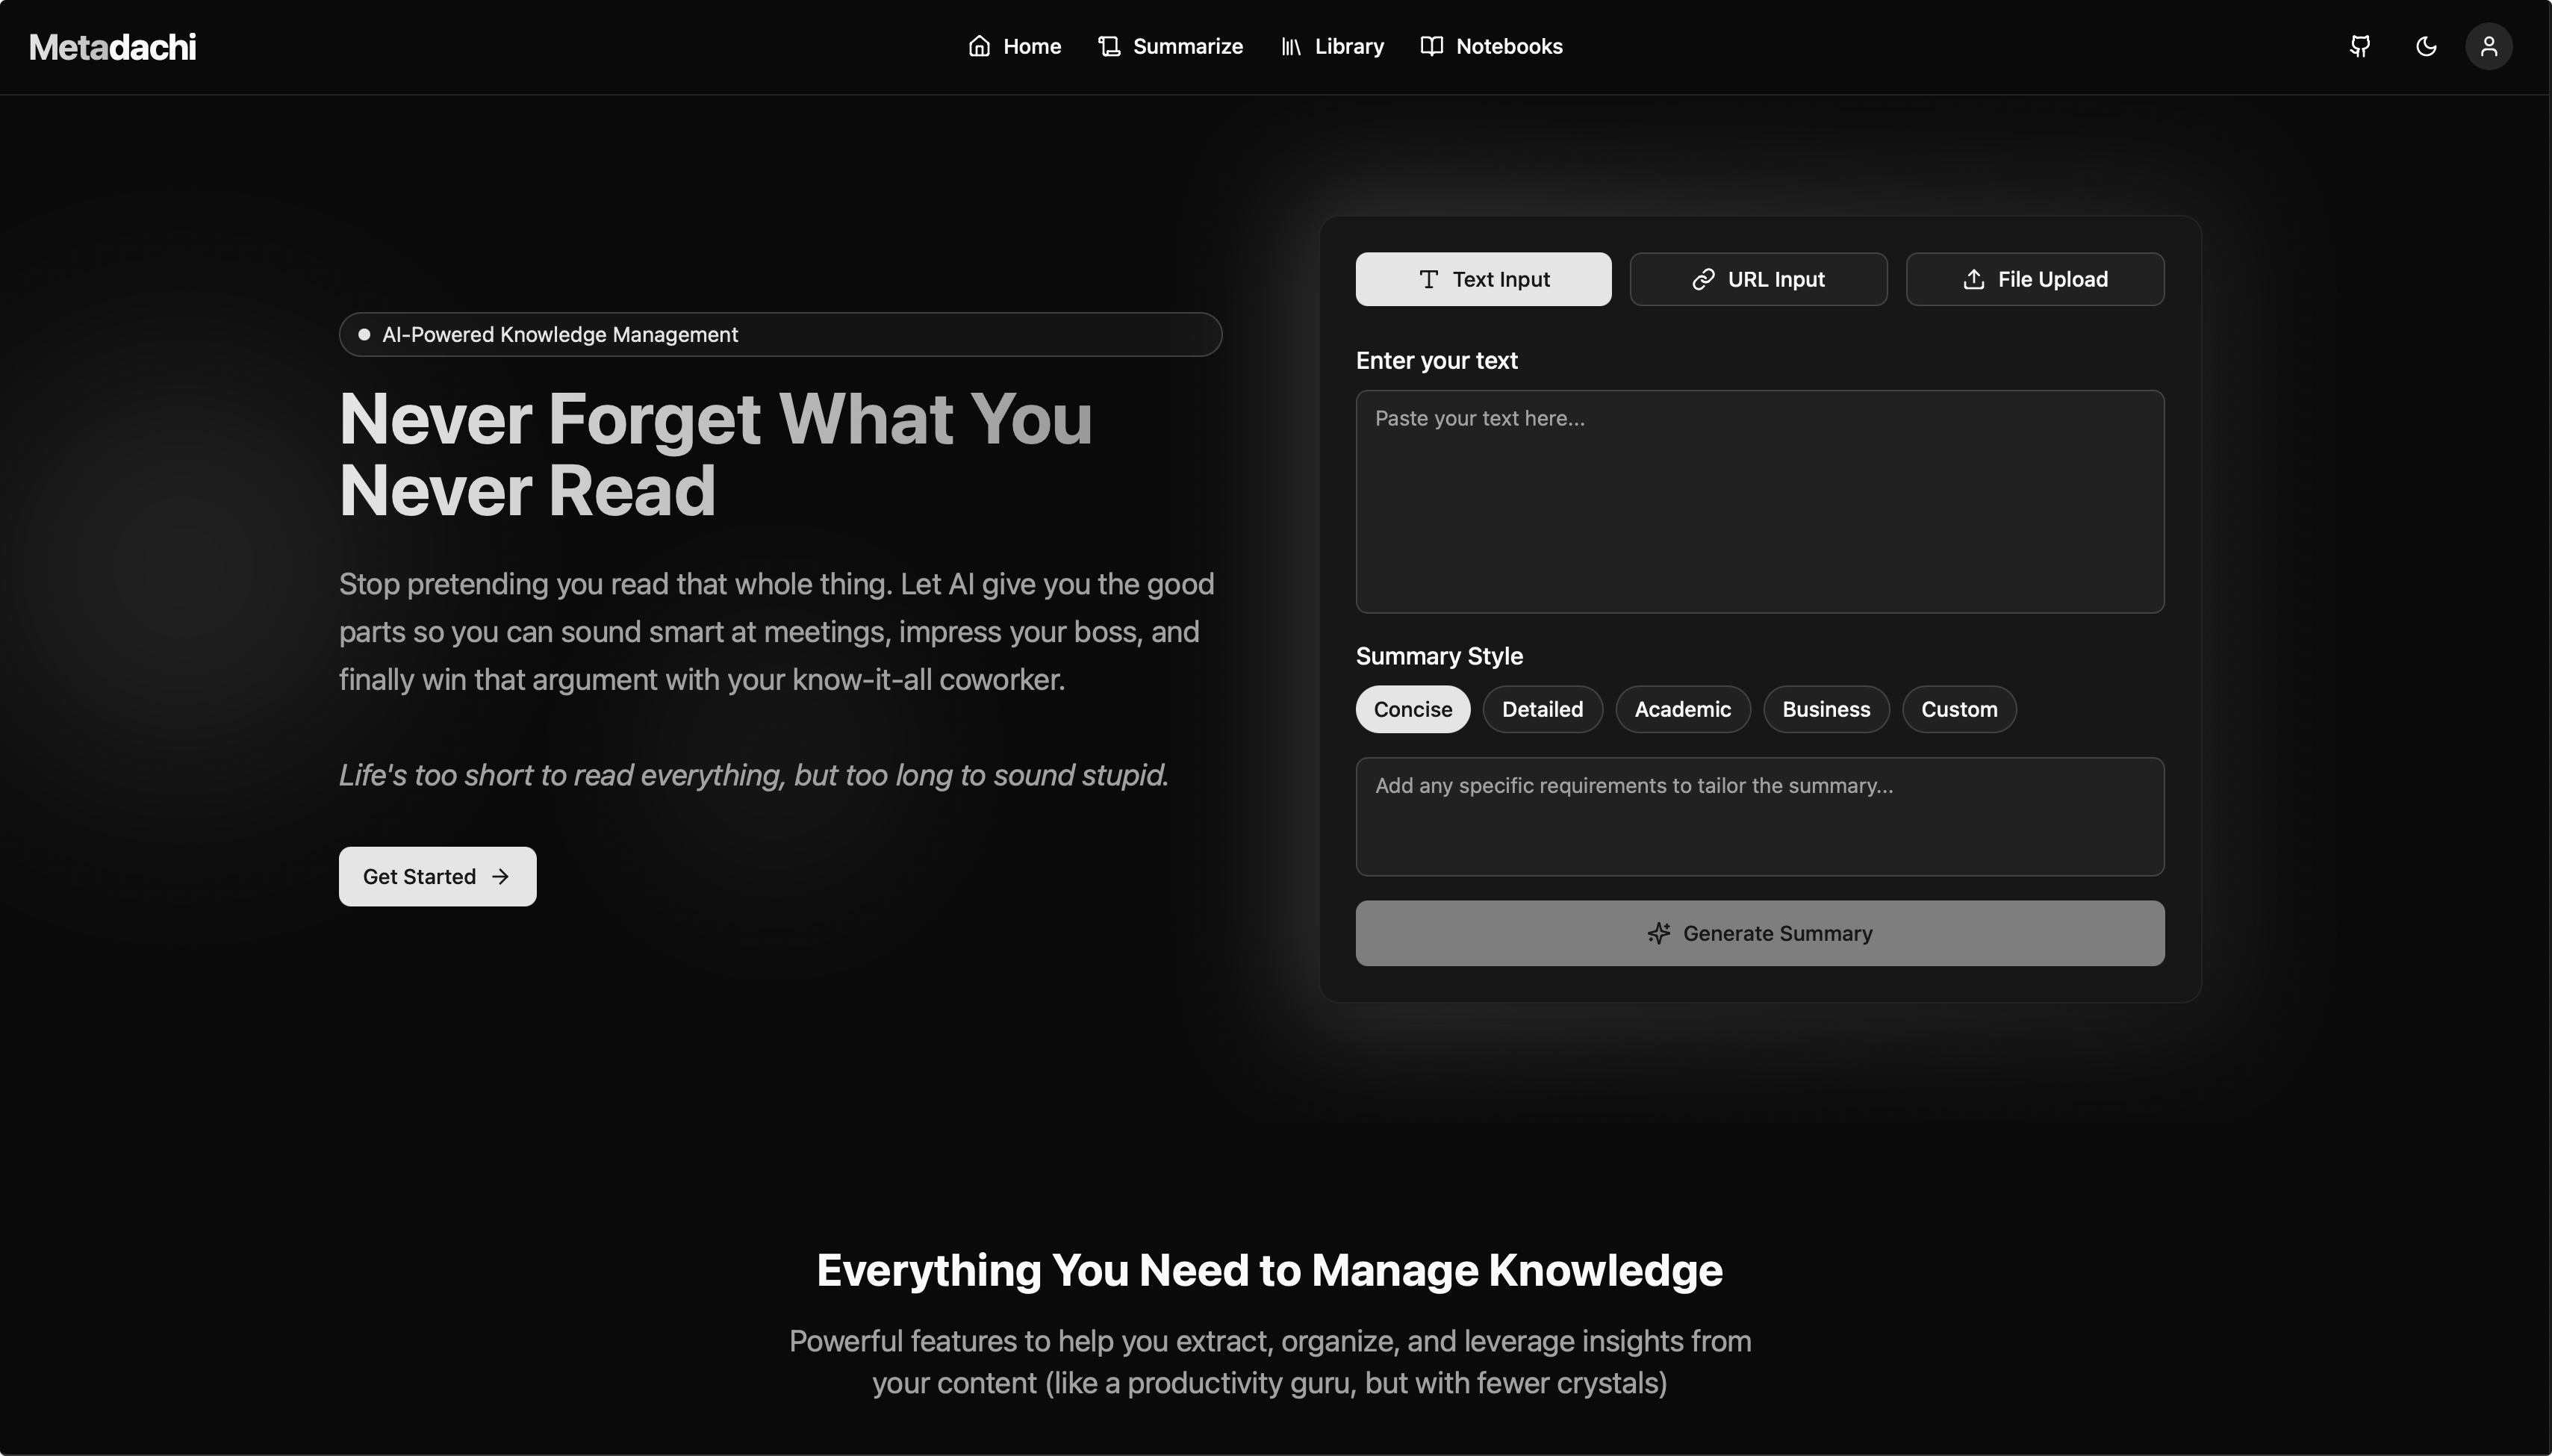 Metadachi
Home
Summarize
Library
Notebooks
AI-Powered Knowledge Management
Never Forget What You
Never Read
Stop pretending you read that whole thing. Let AI give you the good
parts so you can sound smart at meetings, impress your boss, and
finally win that argument with your know-it-all coworker.
Life's too short to read everything, but too long to sound stupid.
Get Started
Text Input
URL Input
File Upload
Enter your text
Paste your text here...
Summary Style
Concise
Detailed
Academic
Business
Custom
Add any specific requirements to tailor the summary...
Generate Summary
Everything You Need to Manage Knowledge
Powerful features to help you extract, organize, and leverage insights from
your content (like a productivity guru, but with fewer crystals)